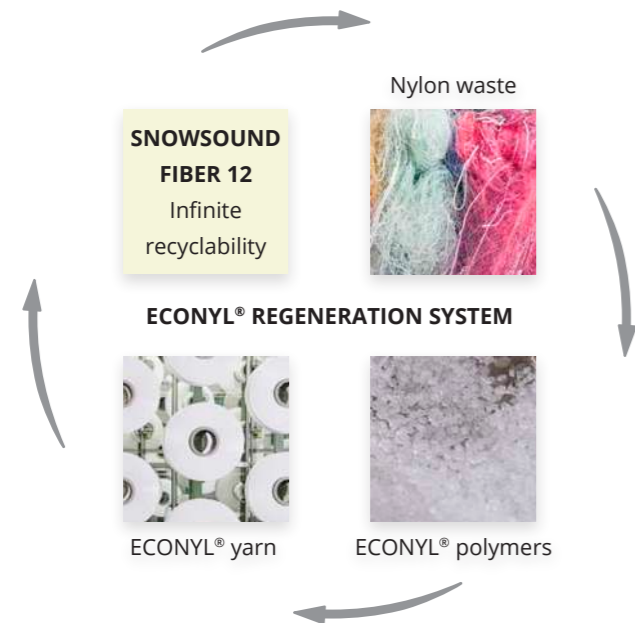 Nylon waste
SNOWSOUND
FIBER 12
Infinite
recyclability
ECONYL® REGENERATION SYSTEM
ECONYL® yarn
ECONYL® polymers